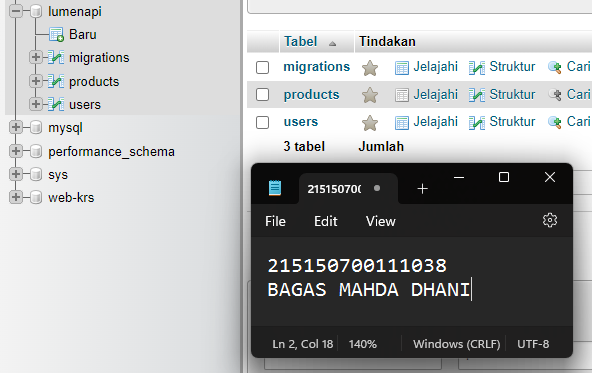 lumenapi
Baru
migrations
products
users
mysql
performance_schema
sys
web-krs
Tabel Tindakan
migrations Jelajahi Struktur Cari
products Jelajahi Struktur Cari
users Jelajahi Struktur Cari
3 tabel Jumlah
File Edit View
215150700111038
BAGAS MAHDA DHANI
Ln 2, Col 18 140% Windows (CRLF) UTF-8